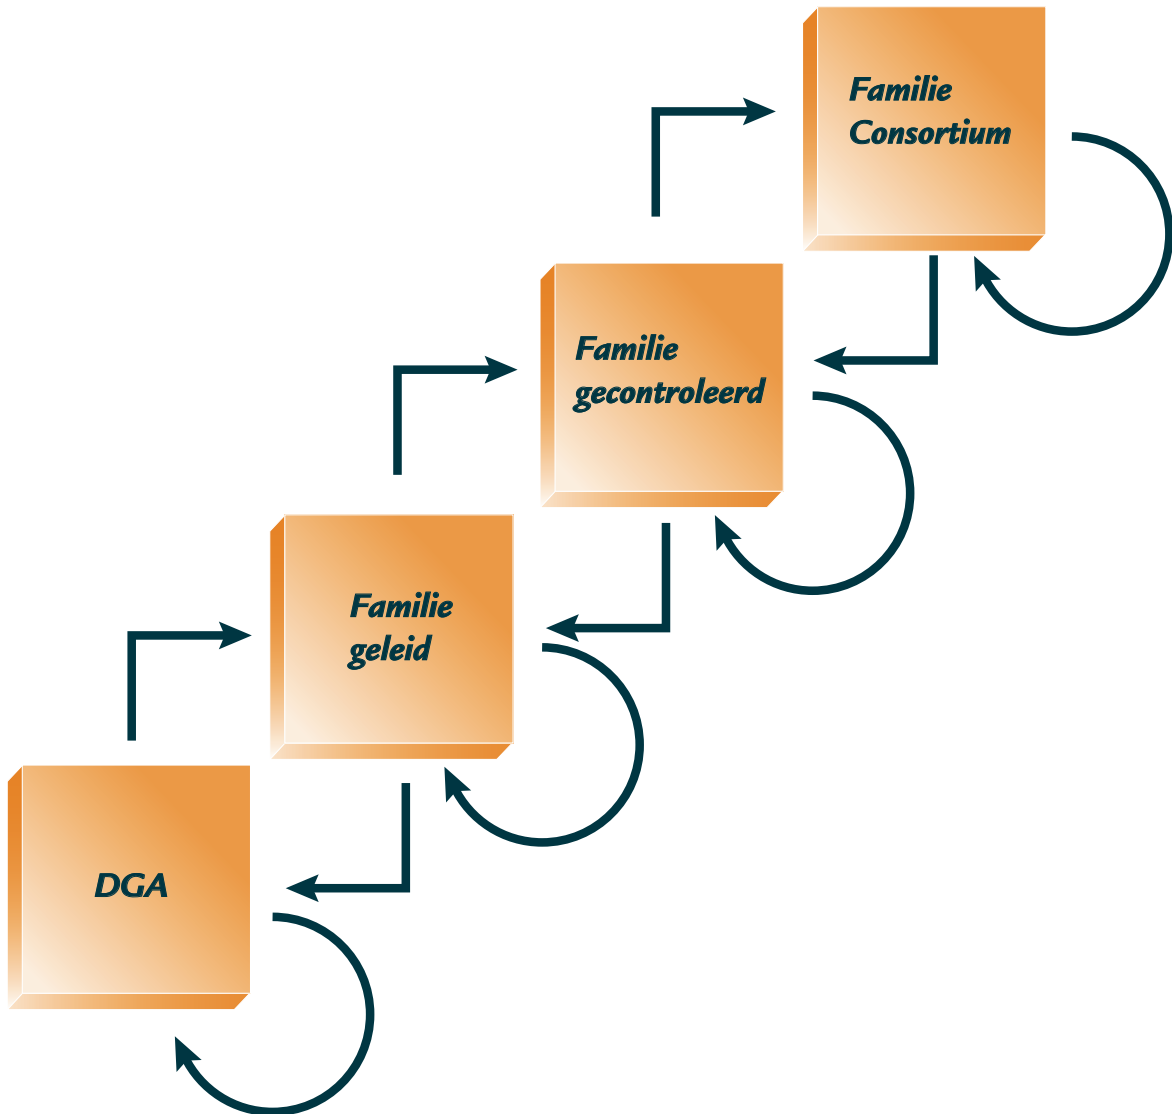 Familie
Consortium
Familie
gecontroleerd
Familie
geleid
DGA